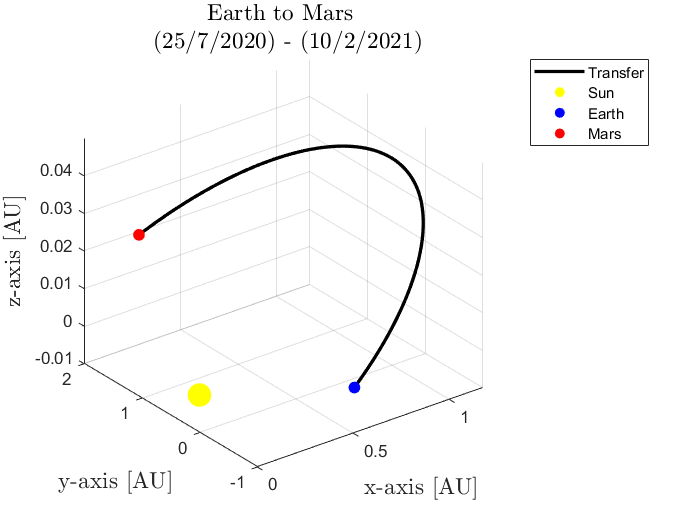 Earth to Mars
(25/7/2020) - (10/2/2021)
Transfer
Sun
Earth
Mars
0.04
0.03
0.02
0.01
0
-0.01
z-axis [AU]
2
1
0
-1
y-axis [AU]
0
0.5
1
x-axis [AU]